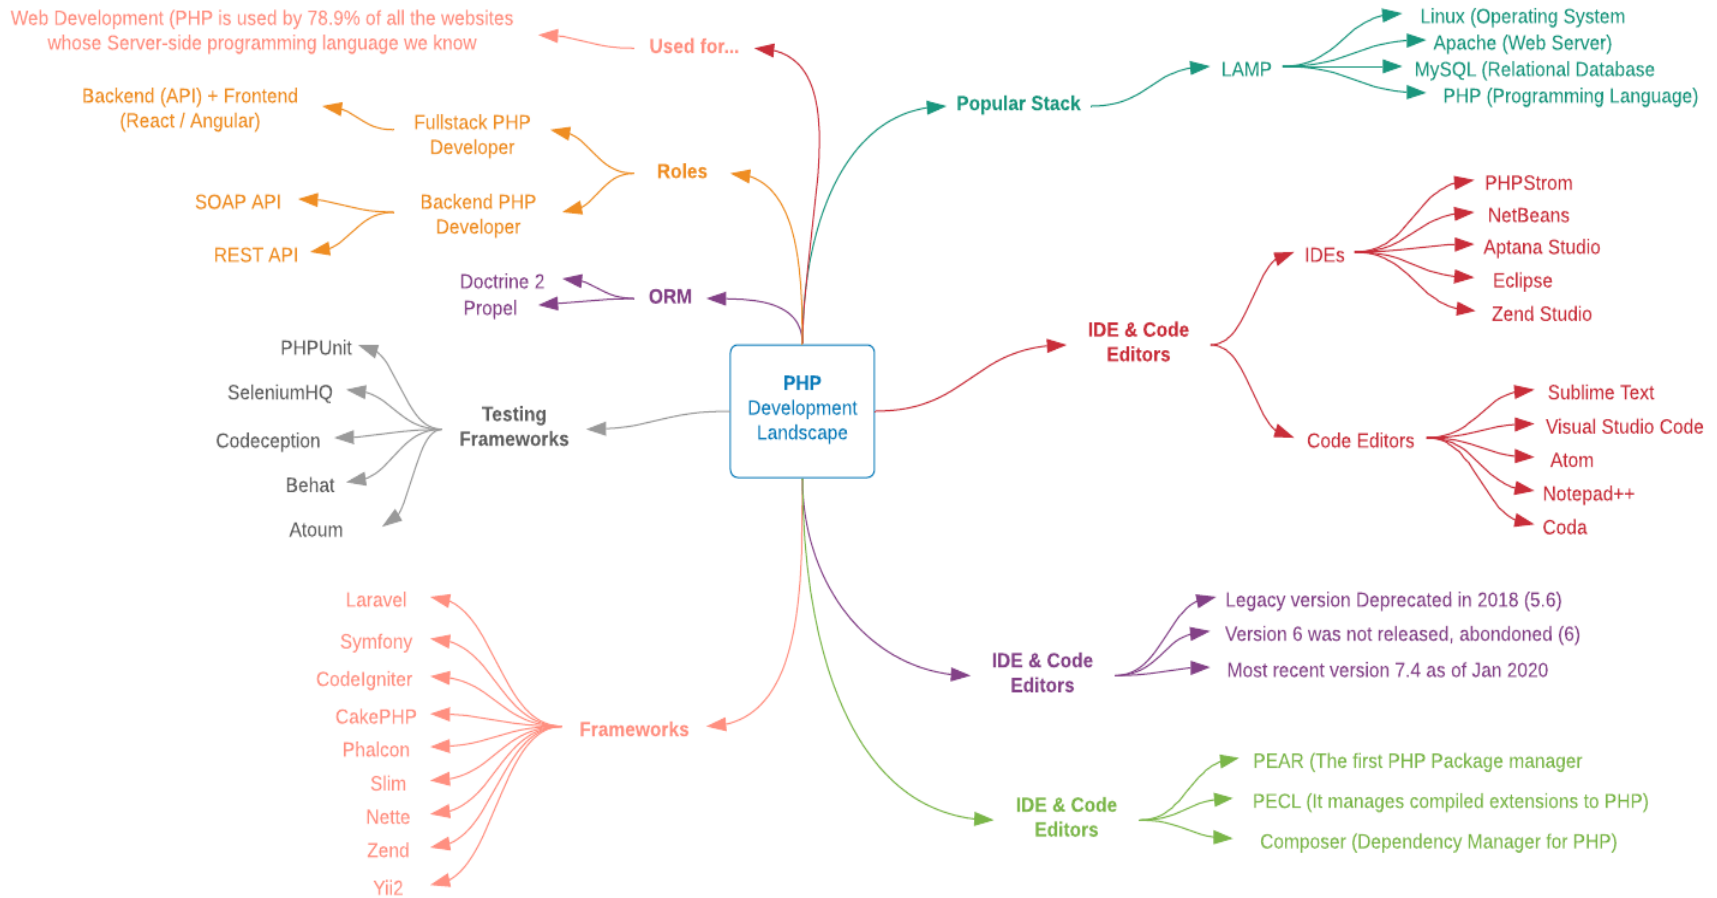 Web Development (PHP is used by 78.9% of all the websites
whose Server-side programming language we know
Used for...
Backend (API) + Frontend
(React / Angular)
Fullstack PHP
Developer
Roles
SOAP API
Backend PHP
Developer
REST API
Doctrine 2
Propel
ORM
PHPUnit
SeleniumHQ
Codeception
Behat
Atoum
Testing
Frameworks
PHP
Development
Landscape
Laravel
Symfony
CodeIgniter
CakePHP
Phalcon
Slim
Nette
Zend
Yii2
Frameworks
Popular Stack
LAMP
Linux (Operating System
Apache (Web Server)
MySQL (Relational Database
PHP (Programming Language)
IDE & Code
Editors
IDEs
PHPStrom
NetBeans
Aptana Studio
Eclipse
Zend Studio
Code Editors
Sublime Text
Visual Studio Code
Atom
Notepad++
Coda
IDE & Code
Editors
Legacy version Deprecated in 2018 (5.6)
Version 6 was not released, abondoned (6)
Most recent version 7.4 as of Jan 2020
IDE & Code
Editors
PEAR (The first PHP Package manager
PECL (It manages compiled extensions to PHP)
Composer (Dependency Manager for PHP)